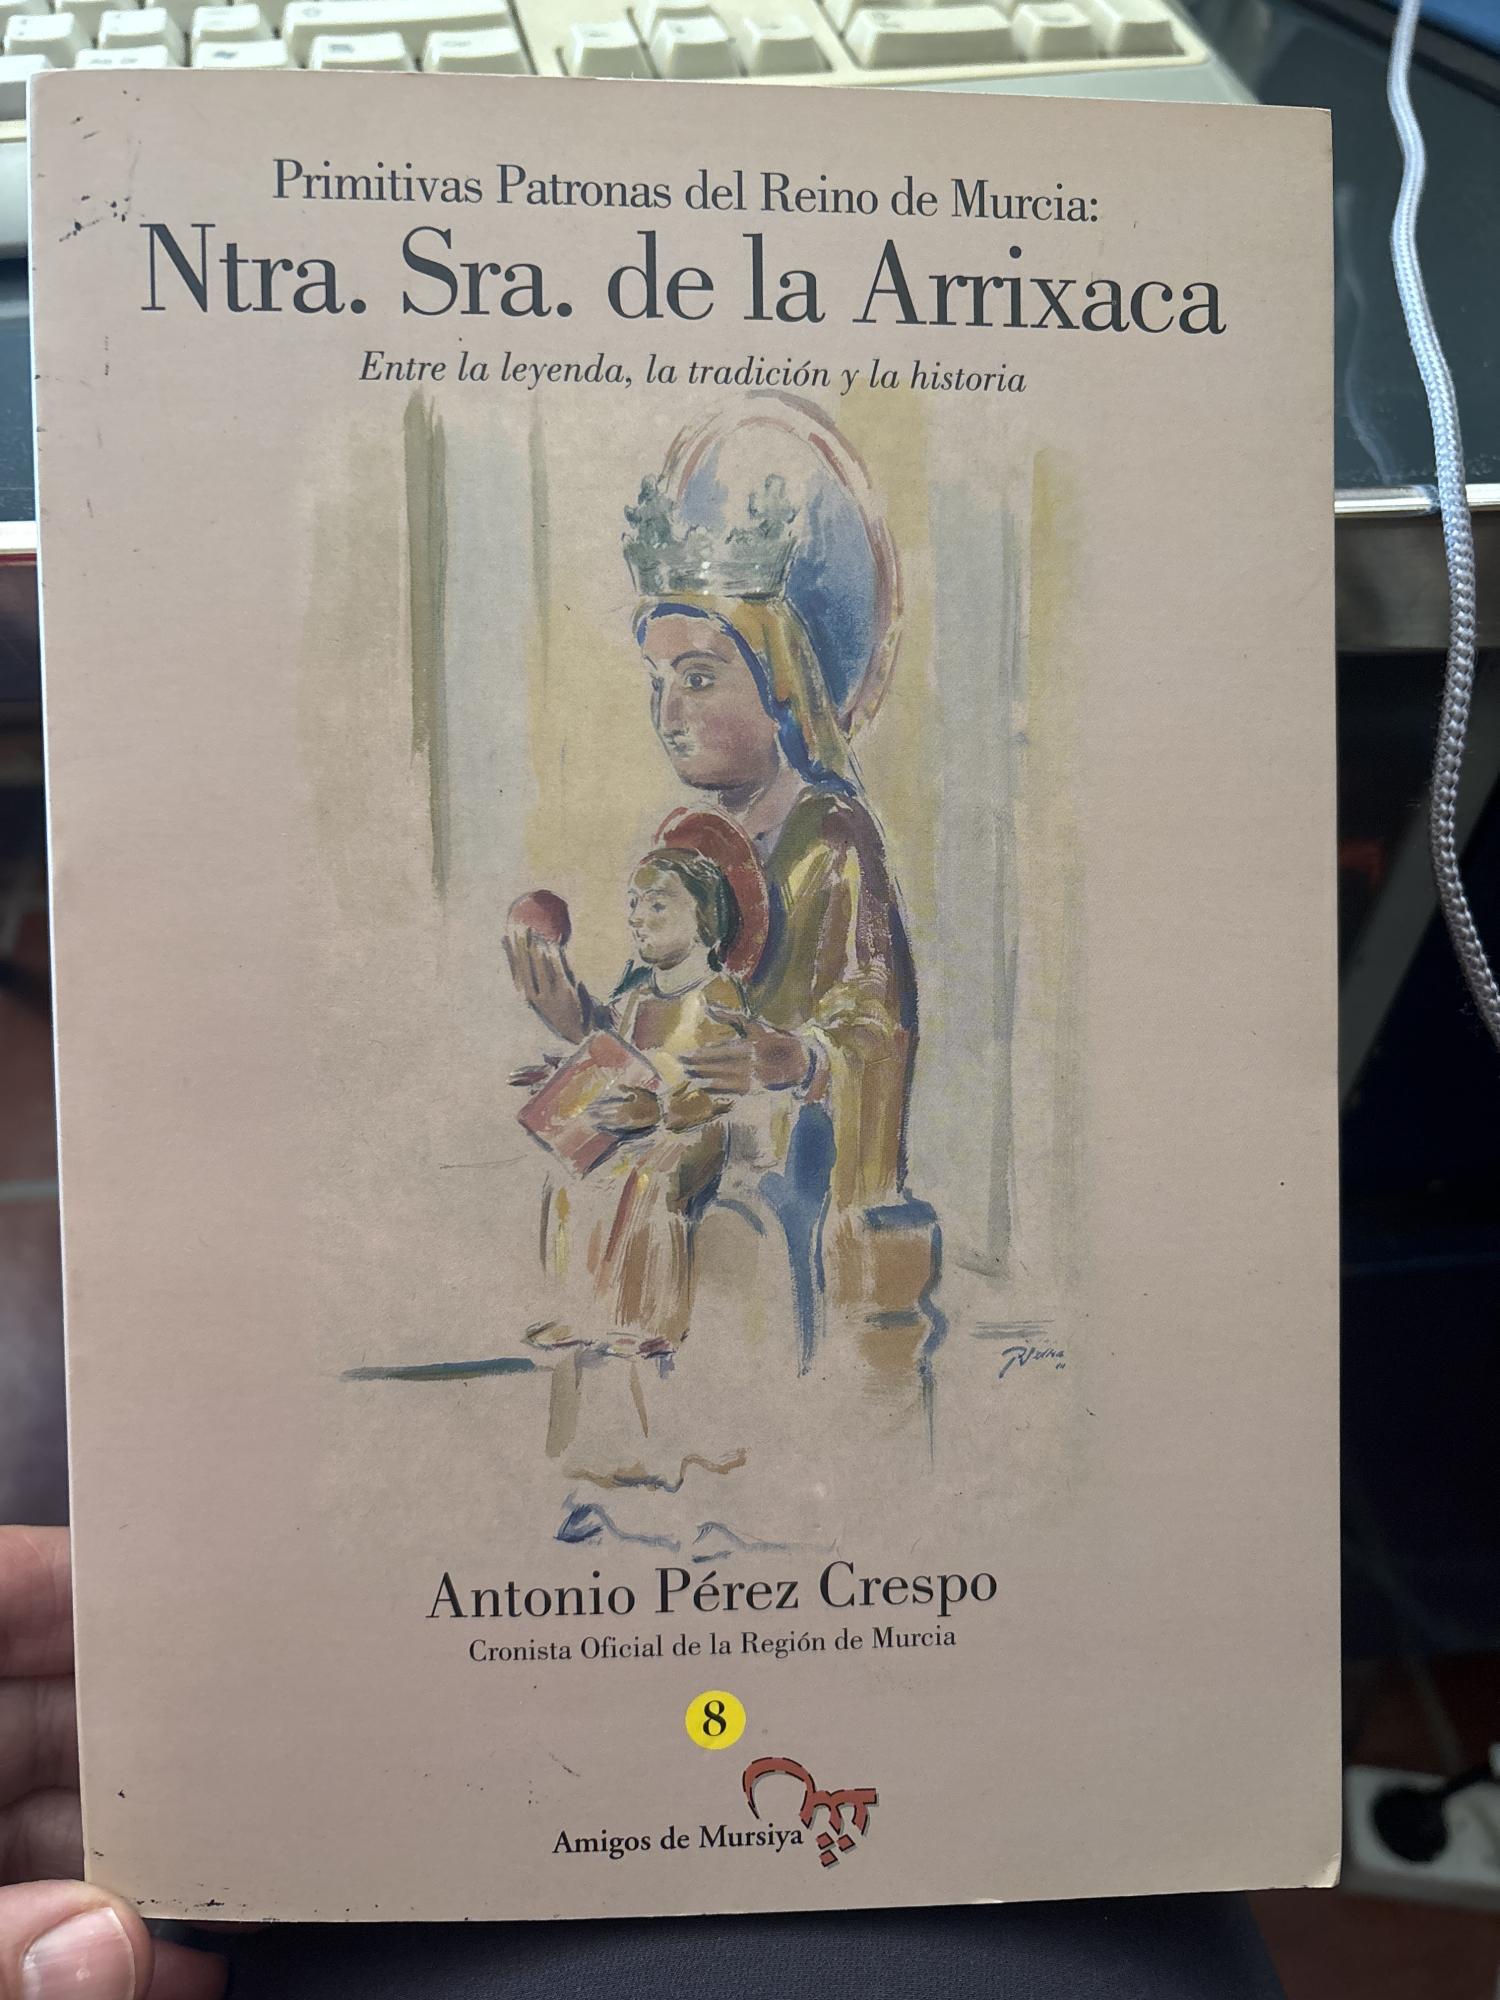 Primitivas Patronas del Reino de Murcia:
Ntra. Sra. de la Arrixaca
Entre la leyenda, la tradición y la historia
Antonio Pérez Crespo
Cronista Oficial de la Región de Murcia
8
Amigos de Mursiya